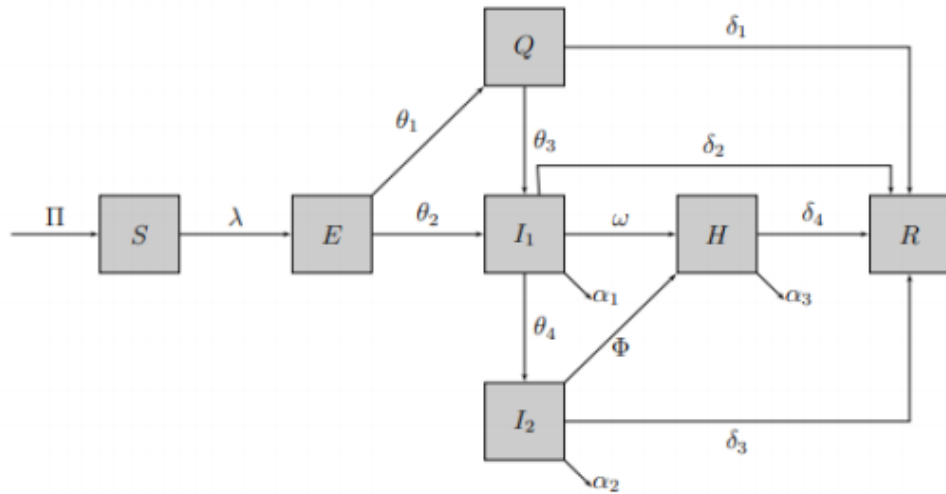 Q
δ₁
θ₁
θ₃
δ₂
Π
S
λ
E
θ₂
I₁
ω
H
δ₄
R
α₁
α₃
θ₄
Φ
I₂
δ₃
α₂